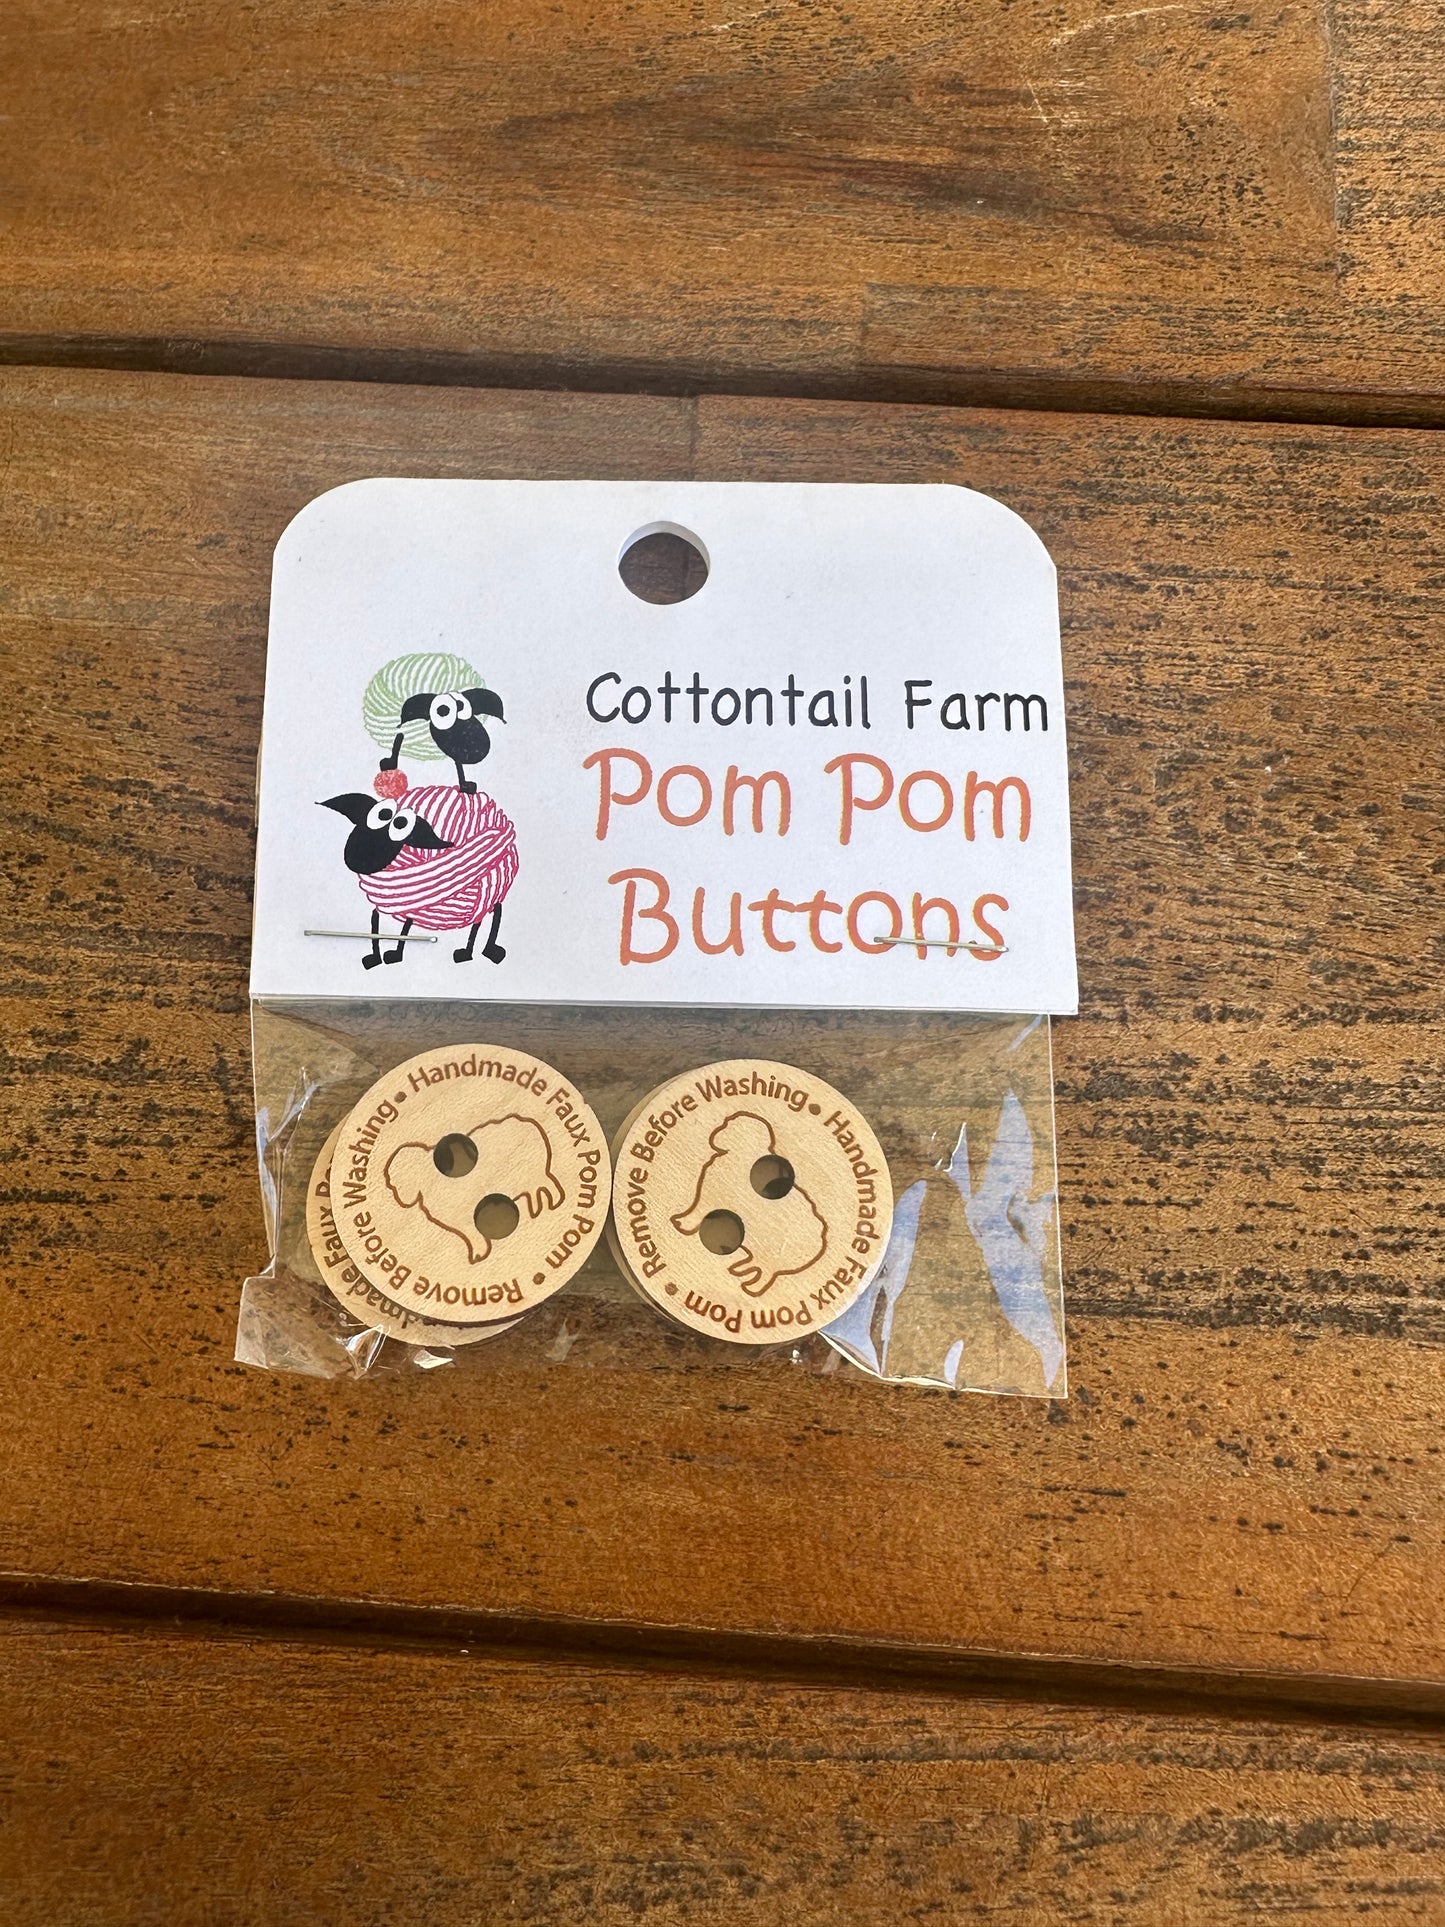 Cottontail Farm
Pom Pom
Buttons
Handmade Faux Pom Pom • Remove Before Washing •
Handmade Faux Pom Pom • Remove Before Washing •
Faux